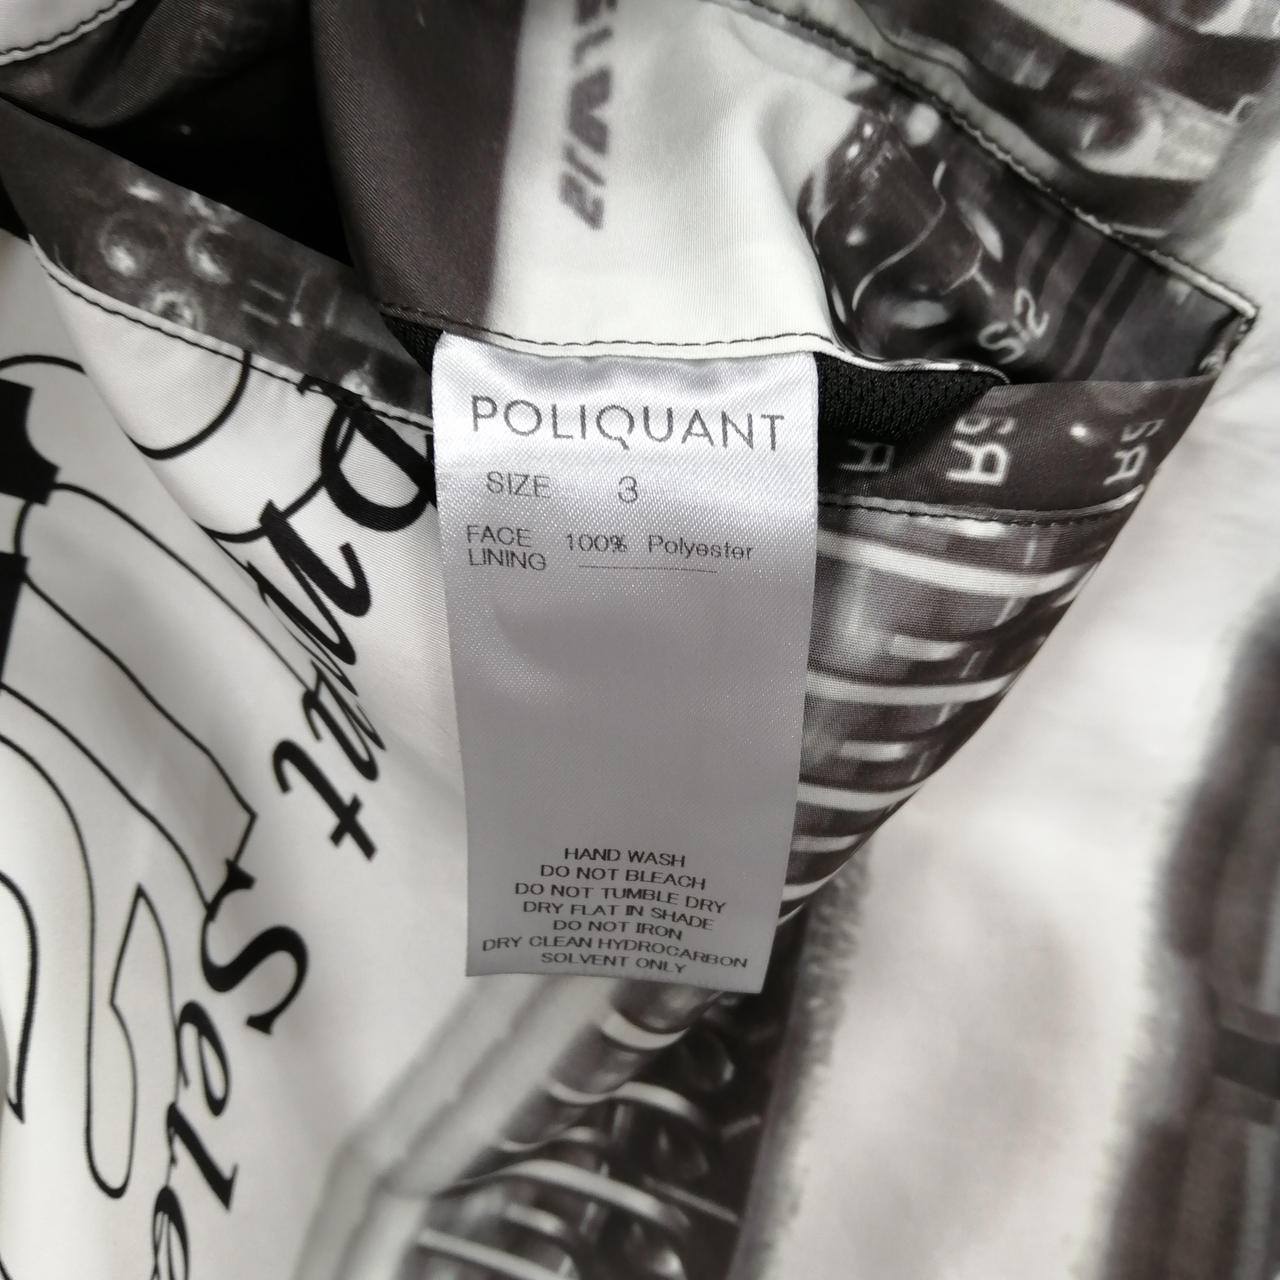 POLIQUANT
SIZE 3
FACE 100% Polyester
LINING
HAND WASH
DO NOT BLEACH
DO NOT TUMBLE DRY
DRY FLAT IN SHADE
DO NOT IRON
DRY CLEAN HYDROCARBON
SOLVENT ONLY